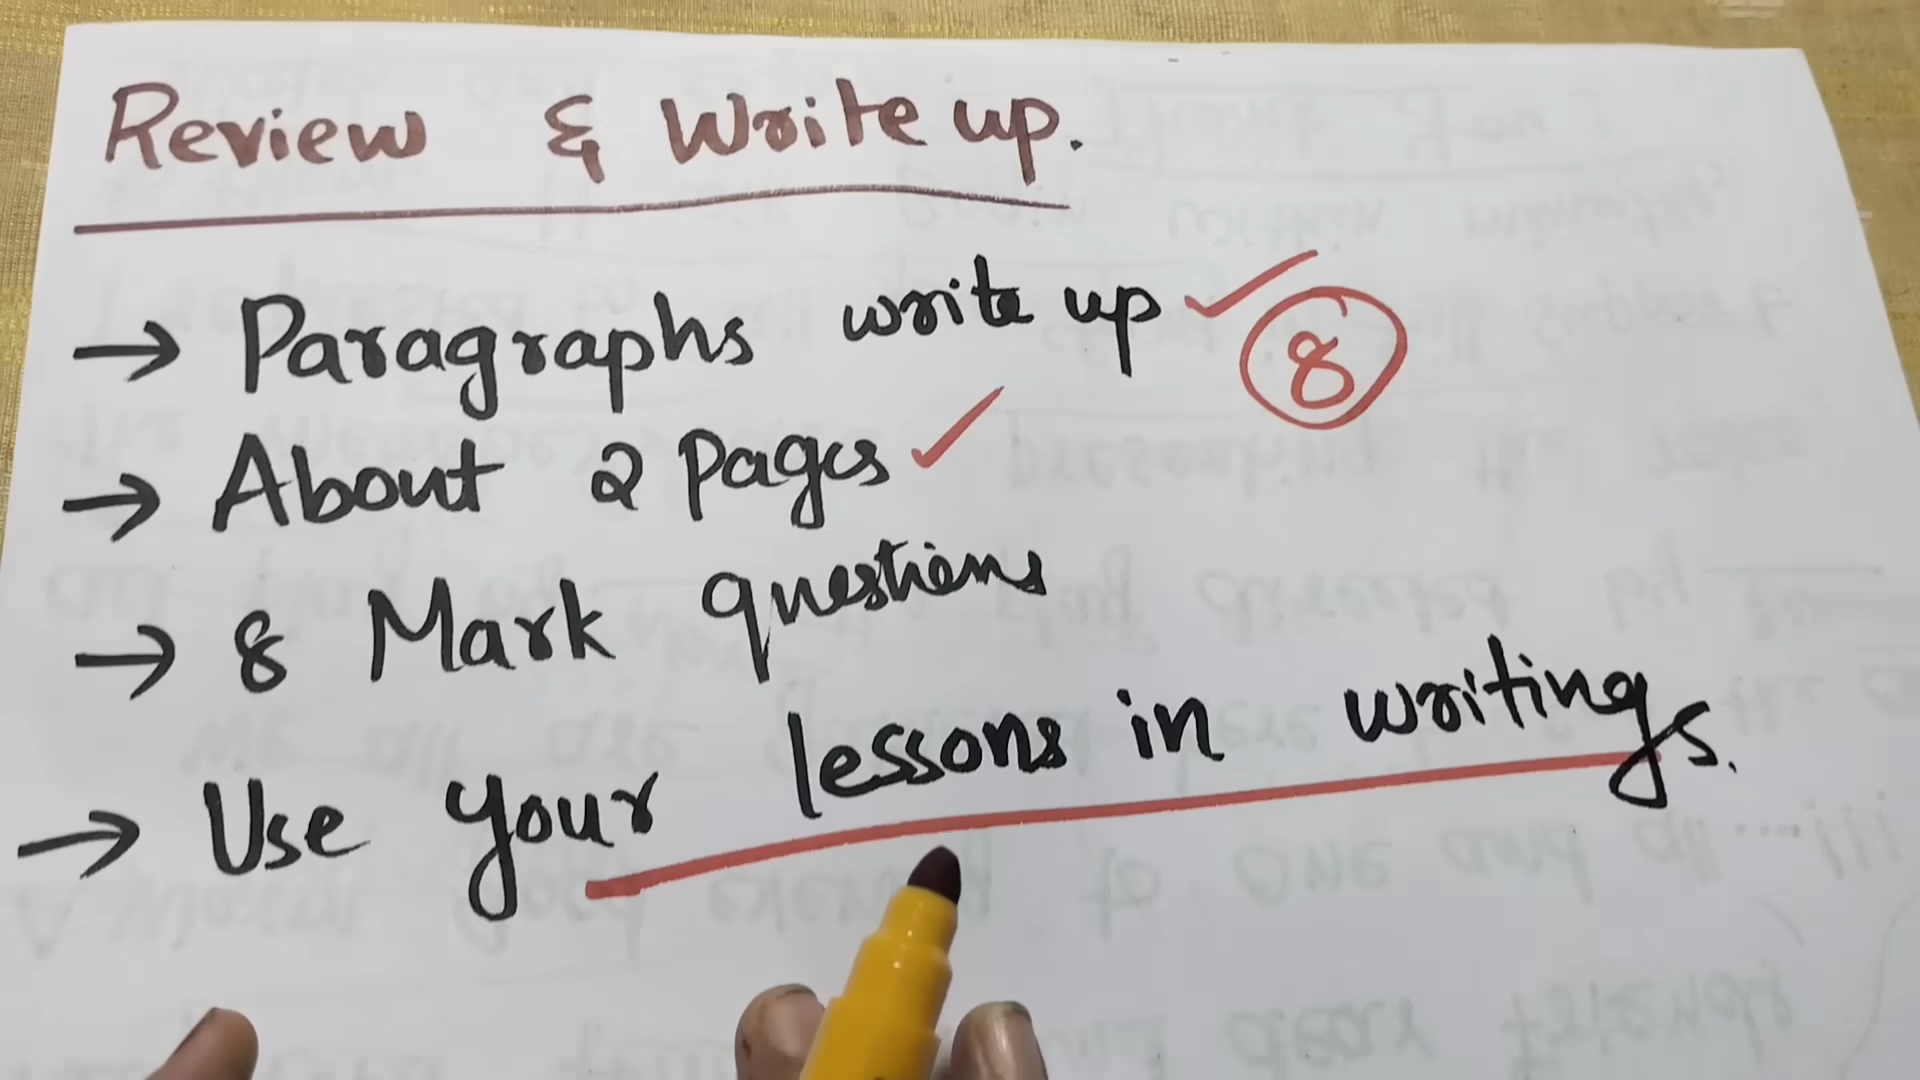 Review & Write up.
→ Paragraphs write up ✓ 8
→ About 2 pages ✓
→ 8 Mark questions
→ Use your lessons in writings.